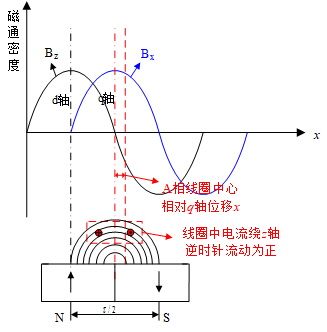 磁通密度
Bz
Bx
d轴
q轴
x
A相线圈中心
相对q轴位移x
线圈中电流绕z轴
逆时针流动为正
N
τ/2
S